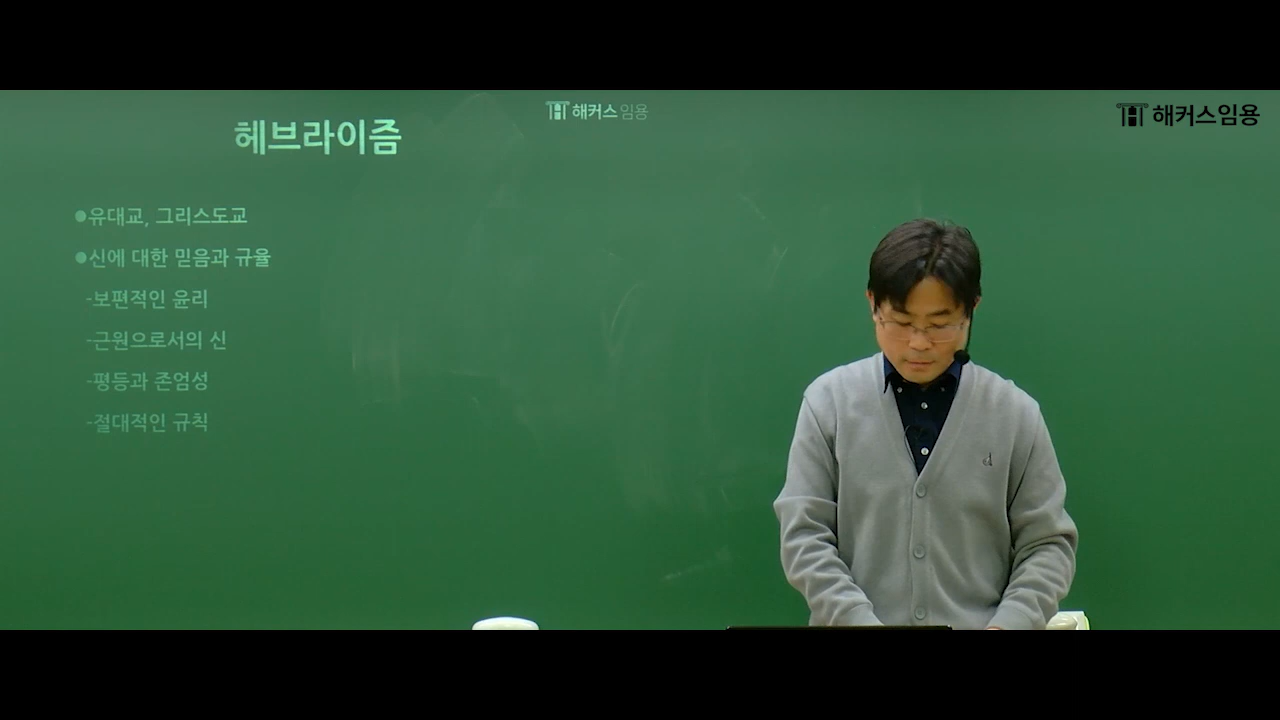 해커스임용
해커스임용
헤브라이즘
●유대교, 그리스도교
●신에 대한 믿음과 규율
-보편적인 윤리
-근원으로서의 신
-평등과 존엄성
-절대적인 규칙